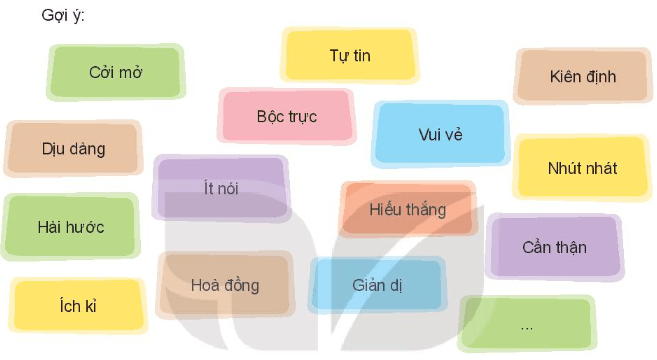 Gợi ý:
Cởi mở
Tự tin
Kiên định
Bộc trực
Vui vẻ
Dịu dàng
Ít nói
Nhút nhát
Hiếu thắng
Hài hước
Cần thận
Hoà đồng
Giản dị
Ích kỉ
...